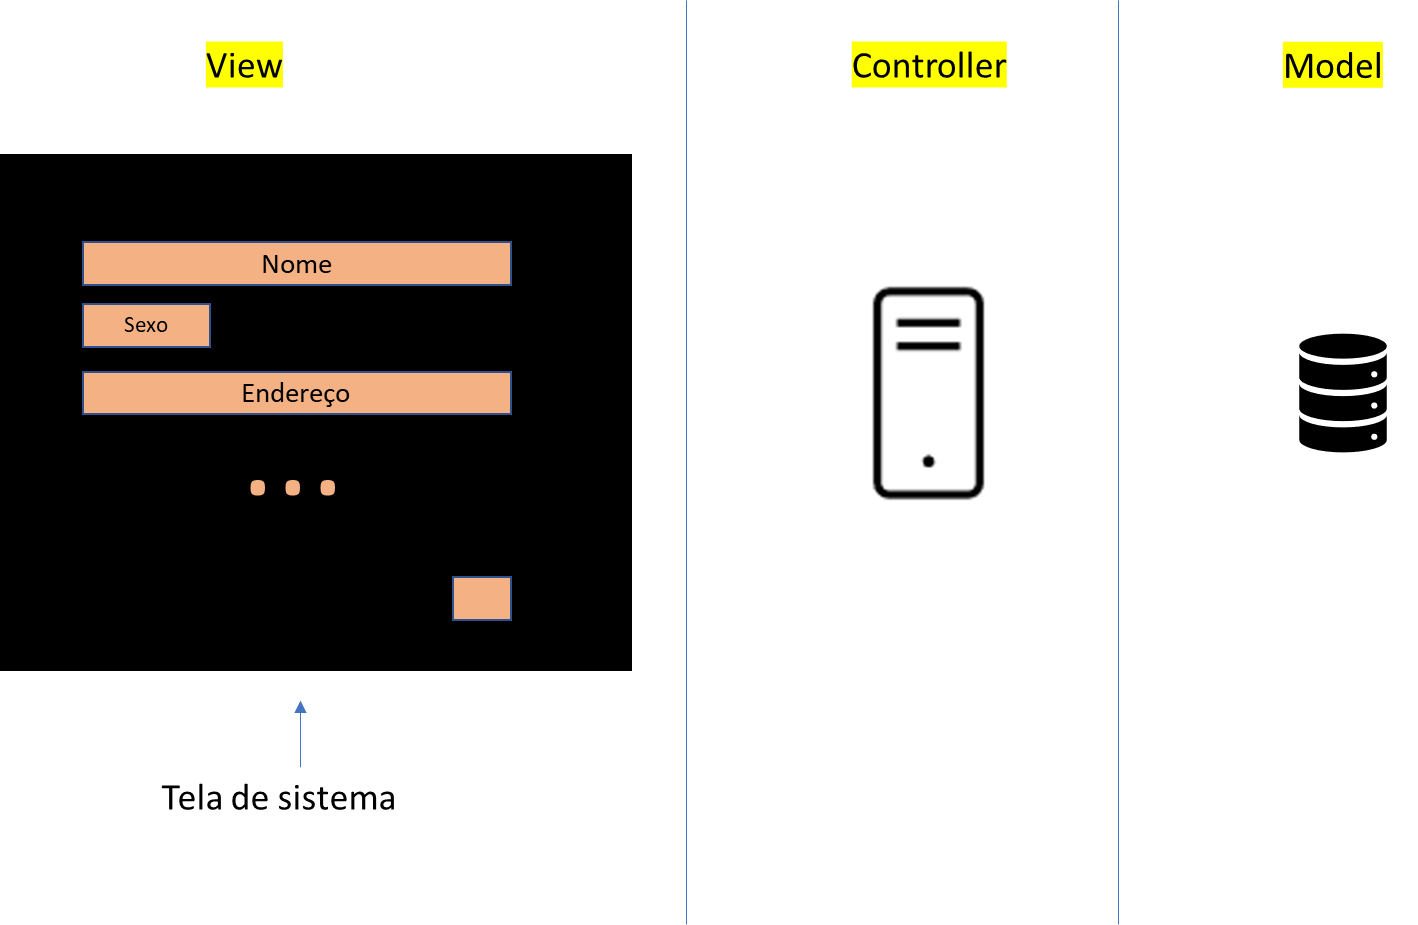 View
Controller
Model
Nome
Sexo
Endereço
...
Tela de sistema